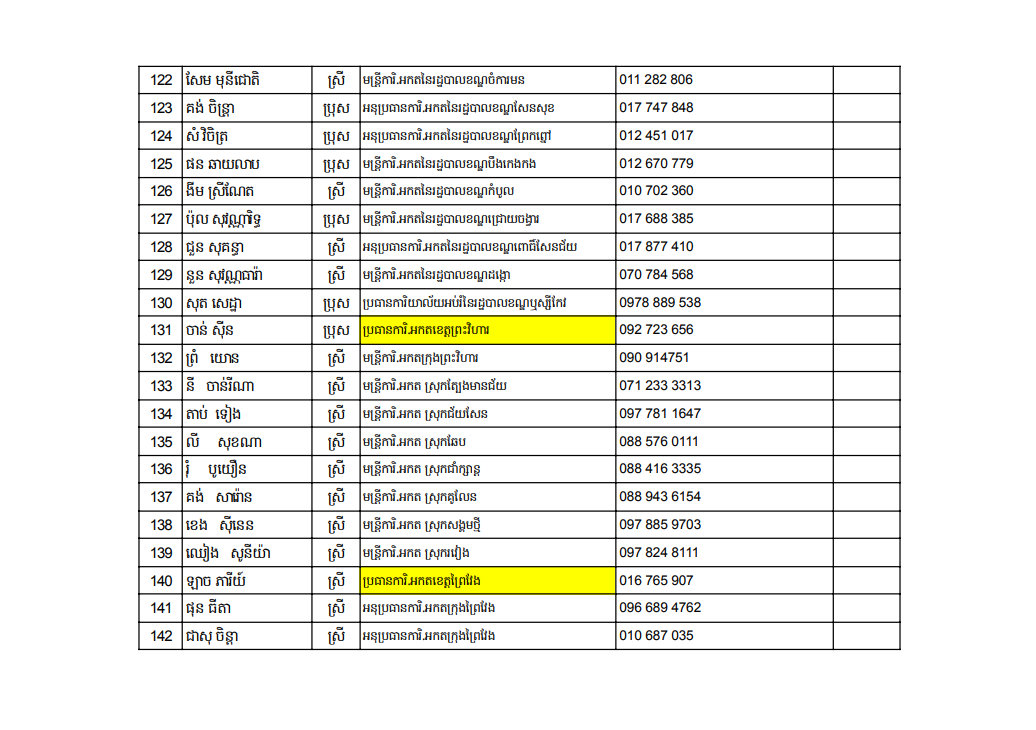 122 សែម មុនីជោតិ ស្រី មន្ត្រីការិ.អកតនៃរដ្ឋបាលខណ្ឌចំការមន 011 282 806
123 គង់ ចិន្ត្រា ប្រុស អនុប្រធានការិ.អកតនៃរដ្ឋបាលខណ្ឌសែនសុខ 017 747 848
124 សំ វិចិត្រ ប្រុស អនុប្រធានការិ.អកតនៃរដ្ឋបាលខណ្ឌព្រែកព្នៅ 012 451 017
125 ផន ឆាយលាប ប្រុស មន្ត្រីការិ.អកតនៃរដ្ឋបាលខណ្ឌបឹងកេងកង 012 670 779
126 ងឹម ស្រីណែត ស្រី មន្ត្រីការិ.អកតនៃរដ្ឋបាលខណ្ឌកំបូល 010 702 360
127 ប៉ុល សុវណ្ណារិទ្ធ ប្រុស មន្ត្រីការិ.អកតនៃរដ្ឋបាលខណ្ឌជ្រោយចង្វារ 017 688 385
128 ជួន សុគន្ធា ស្រី អនុប្រធានការិ.អកតនៃរដ្ឋបាលខណ្ឌពោធិ៍សែនជ័យ 017 877 410
129 នួន សុវណ្ណធារ៉ា ស្រី មន្ត្រីការិ.អកតនៃរដ្ឋបាលខណ្ឌដង្កោ 070 784 568
130 សុត សេដ្ឋា ប្រុស ប្រធានការិយាល័យអប់រំនៃរដ្ឋបាលខណ្ឌឬស្សីកែវ 0978 889 538
131 ចាន់ ស៊ីន ប្រុស ប្រធានការិ.អកតខេត្តព្រះវិហារ 092 723 656
132 ព្រំ យោន ស្រី មន្ត្រីការិ.អកតក្រុងព្រះវិហារ 090 914751
133 នី ចាន់រីណា ស្រី មន្ត្រីការិ.អកត ស្រុកត្បែងមានជ័យ 071 233 3313
134 តាប់ ទៀង ស្រី មន្ត្រីការិ.អកត ស្រុកជ័យសែន 097 781 1647
135 លី សុខណា ស្រី មន្ត្រីការិ.អកត ស្រុកឆែប 088 576 0111
136 រុំ បូយឿន ស្រី មន្ត្រីការិ.អកត ស្រុកជាំក្សាន្ត 088 416 3335
137 គង់ សារ៉ោន ស្រី មន្ត្រីការិ.អកត ស្រុកគូលែន 088 943 6154
138 ខេង ស៊ីនេន ស្រី មន្ត្រីការិ.អកត ស្រុកសង្គមថ្មី 097 885 9703
139 ឈៀង សូនីយ៉ា ស្រី មន្ត្រីការិ.អកត ស្រុករវៀង 097 824 8111
140 ឡាច ភារីយ៍ ស្រី ប្រធានការិ.អកតខេត្តព្រៃវែង 016 765 907
141 ផុន ធីតា ស្រី អនុប្រធានការិ.អកតក្រុងព្រៃវែង 096 689 4762
142 ជាសុ ចិន្តា ស្រី អនុប្រធានការិ.អកតក្រុងព្រៃវែង 010 687 035